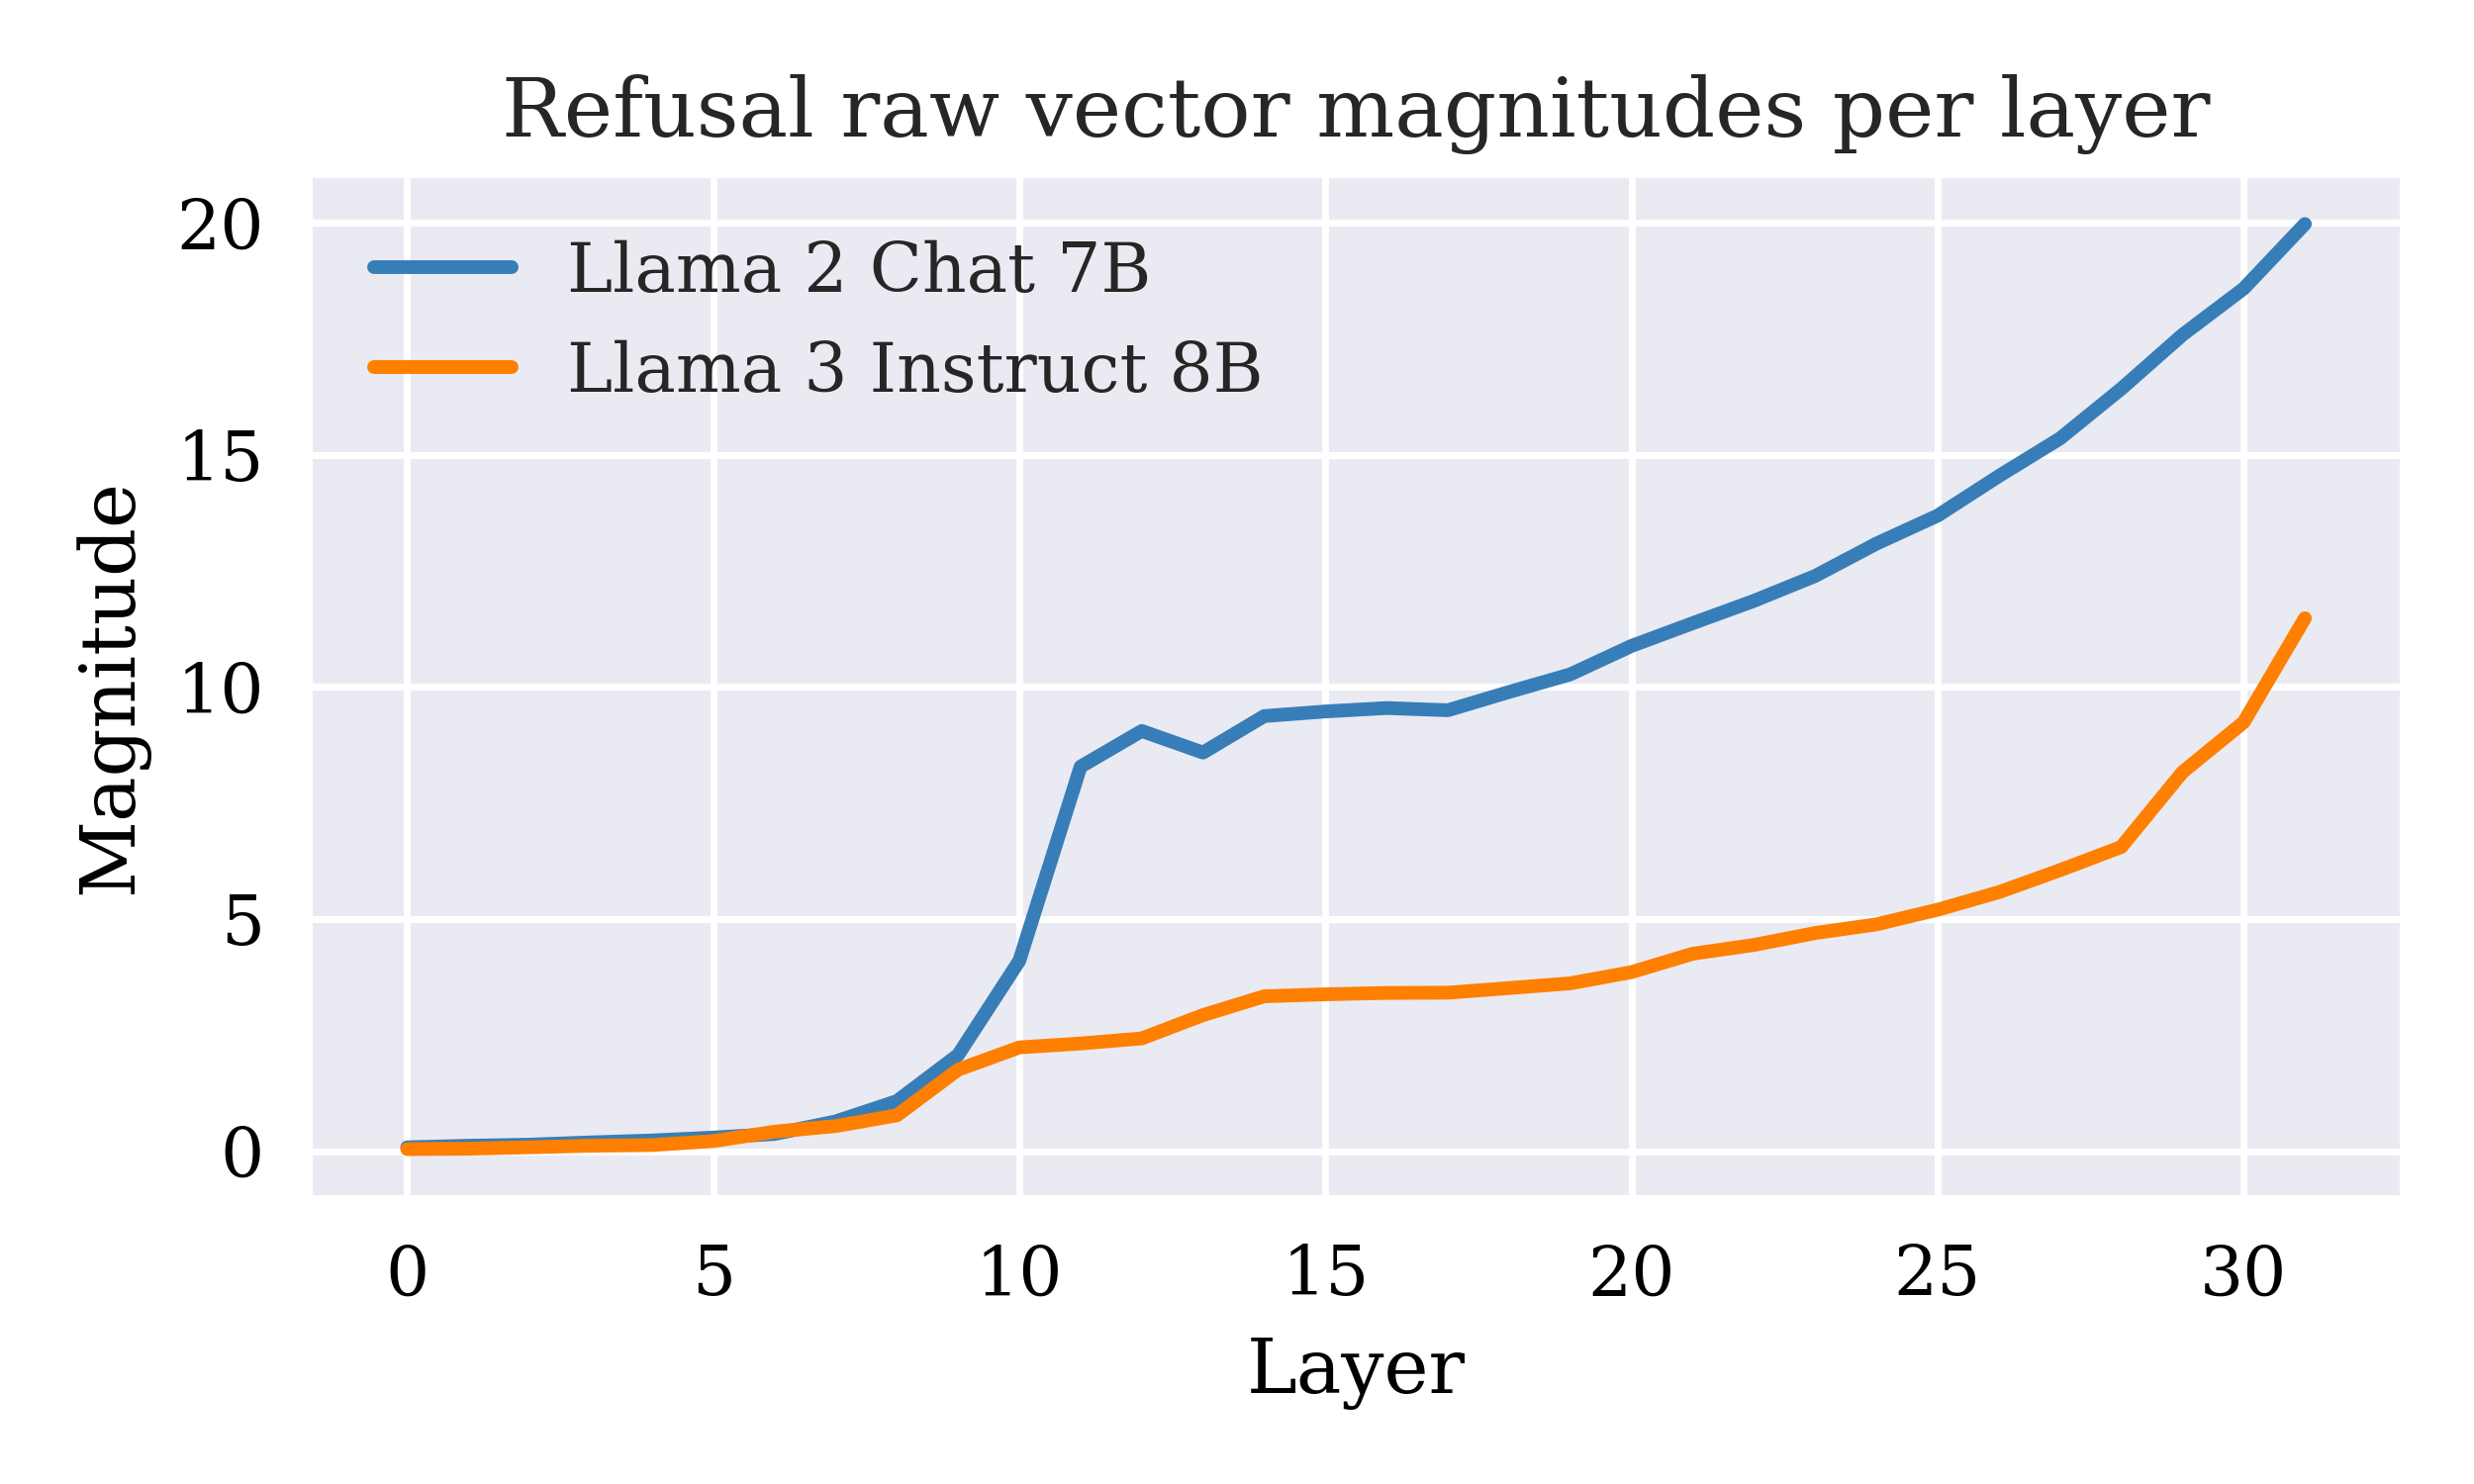 Refusal raw vector magnitudes per layer
20
15
10
5
0
Magnitude
Llama 2 Chat 7B
Llama 3 Instruct 8B
0 5 10 15 20 25 30
Layer